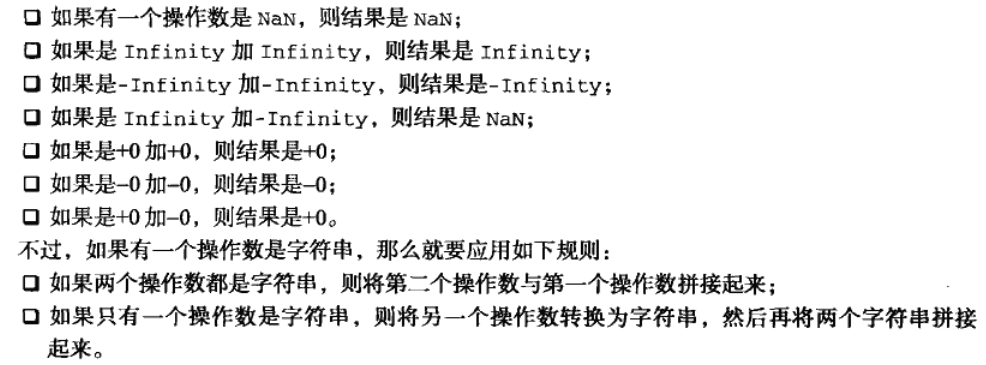 ❑ 如果有一个操作数是 NaN，则结果是 NaN；
❑ 如果是 Infinity 加 Infinity，则结果是 Infinity；
❑ 如果是-Infinity 加-Infinity，则结果是-Infinity；
❑ 如果是 Infinity 加-Infinity，则结果是 NaN；
❑ 如果是+0 加+0，则结果是+0；
❑ 如果是–0 加–0，则结果是–0；
❑ 如果是+0 加–0，则结果是+0。
不过，如果有一个操作数是字符串，那么就要应用如下规则：
❑ 如果两个操作数都是字符串，则将第二个操作数与第一个操作数拼接起来；
❑ 如果只有一个操作数是字符串，则将另一个操作数转换为字符串，然后再将两个字符串拼接
起来。